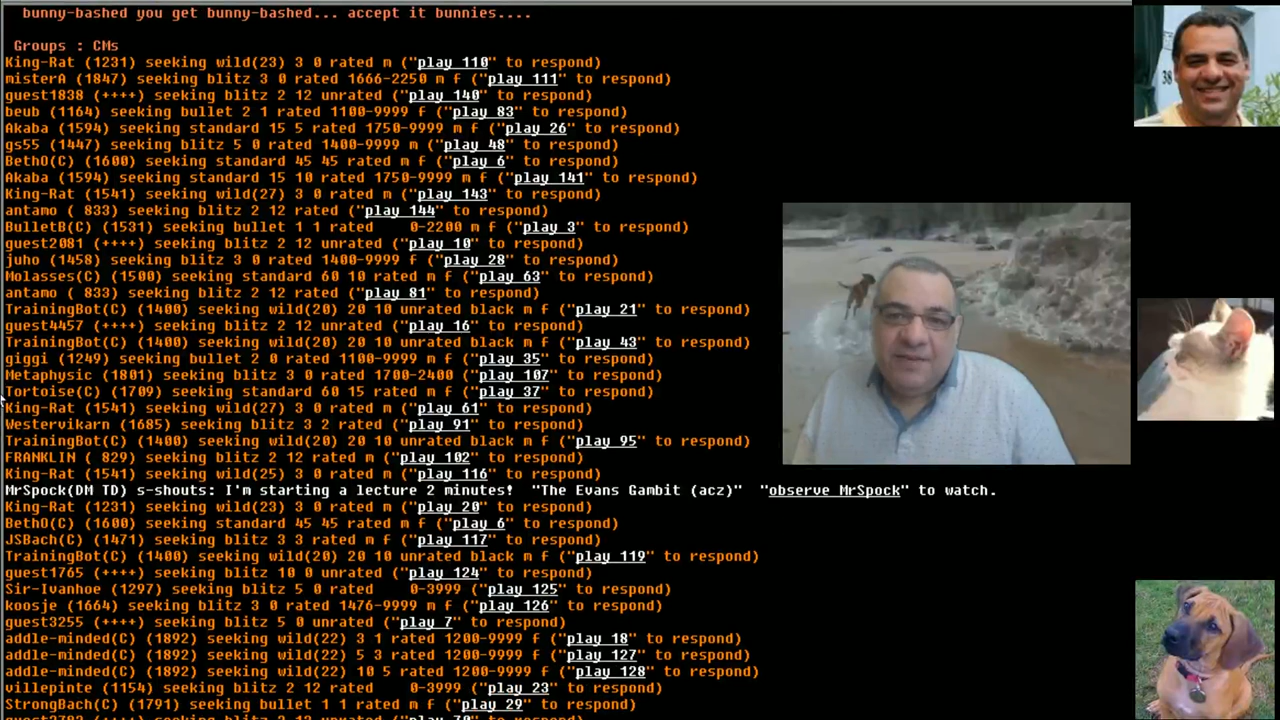 bunny-bashed you get bunny-bashed... accept it bunnies....
Groups : CMs
King-Rat (1231) seeking wild(23) 3 0 rated m ("play 110" to respond)
misterA (1847) seeking blitz 3 0 rated 1666-2250 m f ("play 111" to respond)
guest1838 (++++) seeking blitz 2 12 unrated ("play 140" to respond)
beub (1164) seeking bullet 2 1 rated 1100-9999 f ("play 83" to respond)
Akaba (1594) seeking standard 15 5 rated 1750-9999 m f ("play 26" to respond)
gs55 (1447) seeking blitz 5 0 rated 1400-9999 m ("play 48" to respond)
BethO(C) (1600) seeking standard 45 45 rated m f ("play 6" to respond)
Akaba (1594) seeking standard 15 10 rated 1750-9999 m f ("play 141" to respond)
King-Rat (1541) seeking wild(27) 3 0 rated m ("play 143" to respond)
antamo ( 833) seeking blitz 2 12 rated ("play 144" to respond)
BulletB(C) (1531) seeking bullet 1 1 rated    0-2200 m f ("play 3" to respond)
guest2081 (++++) seeking blitz 2 12 unrated ("play 10" to respond)
juho (1458) seeking blitz 3 0 rated 1400-9999 f ("play 28" to respond)
Molasses(C) (1500) seeking standard 60 10 rated m f ("play 63" to respond)
antamo ( 833) seeking blitz 2 12 rated ("play 81" to respond)
TrainingBot(C) (1400) seeking wild(20) 20 10 unrated black m f ("play 21" to respond)
guest4457 (++++) seeking blitz 2 12 unrated ("play 16" to respond)
TrainingBot(C) (1400) seeking wild(20) 20 10 unrated black m f ("play 43" to respond)
giggi (1249) seeking bullet 2 0 rated 1100-9999 m f ("play 35" to respond)
Metaphysic (1801) seeking blitz 3 0 rated 1700-2400 ("play 107" to respond)
Tortoise(C) (1709) seeking standard 60 15 rated m f ("play 37" to respond)
King-Rat (1541) seeking wild(27) 3 0 rated m ("play 61" to respond)
Westervikarn (1685) seeking blitz 3 2 rated ("play 91" to respond)
TrainingBot(C) (1400) seeking wild(20) 20 10 unrated black m f ("play 95" to respond)
FRANKLIN ( 829) seeking blitz 2 12 rated m ("play 102" to respond)
King-Rat (1541) seeking wild(25) 3 0 rated m ("play 116" to respond)
MrSpock(DM TD) s-shouts: I'm starting a lecture 2 minutes!  "The Evans Gambit (acz)"  "observe MrSpock" to watch.
King-Rat (1231) seeking wild(23) 3 0 rated m ("play 20" to respond)
BethO(C) (1600) seeking standard 45 45 rated m f ("play 6" to respond)
JSBach(C) (1471) seeking blitz 3 3 rated m f ("play 117" to respond)
TrainingBot(C) (1400) seeking wild(20) 20 10 unrated black m f ("play 119" to respond)
guest1765 (++++) seeking blitz 10 0 unrated ("play 124" to respond)
Sir-Ivanhoe (1297) seeking blitz 5 0 rated    0-3999 ("play 125" to respond)
koosje (1664) seeking blitz 3 0 rated 1476-9999 m f ("play 126" to respond)
guest3255 (++++) seeking blitz 5 0 unrated ("play 7" to respond)
addle-minded(C) (1892) seeking wild(22) 3 1 rated 1200-9999 f ("play 18" to respond)
addle-minded(C) (1892) seeking wild(22) 5 3 rated 1200-9999 f ("play 127" to respond)
addle-minded(C) (1892) seeking wild(22) 10 5 rated 1200-9999 f ("play 128" to respond)
villepinte (1154) seeking blitz 2 12 rated    0-3999 ("play 23" to respond)
StrongBach(C) (1791) seeking bullet 1 1 rated m f ("play 29" to respond)